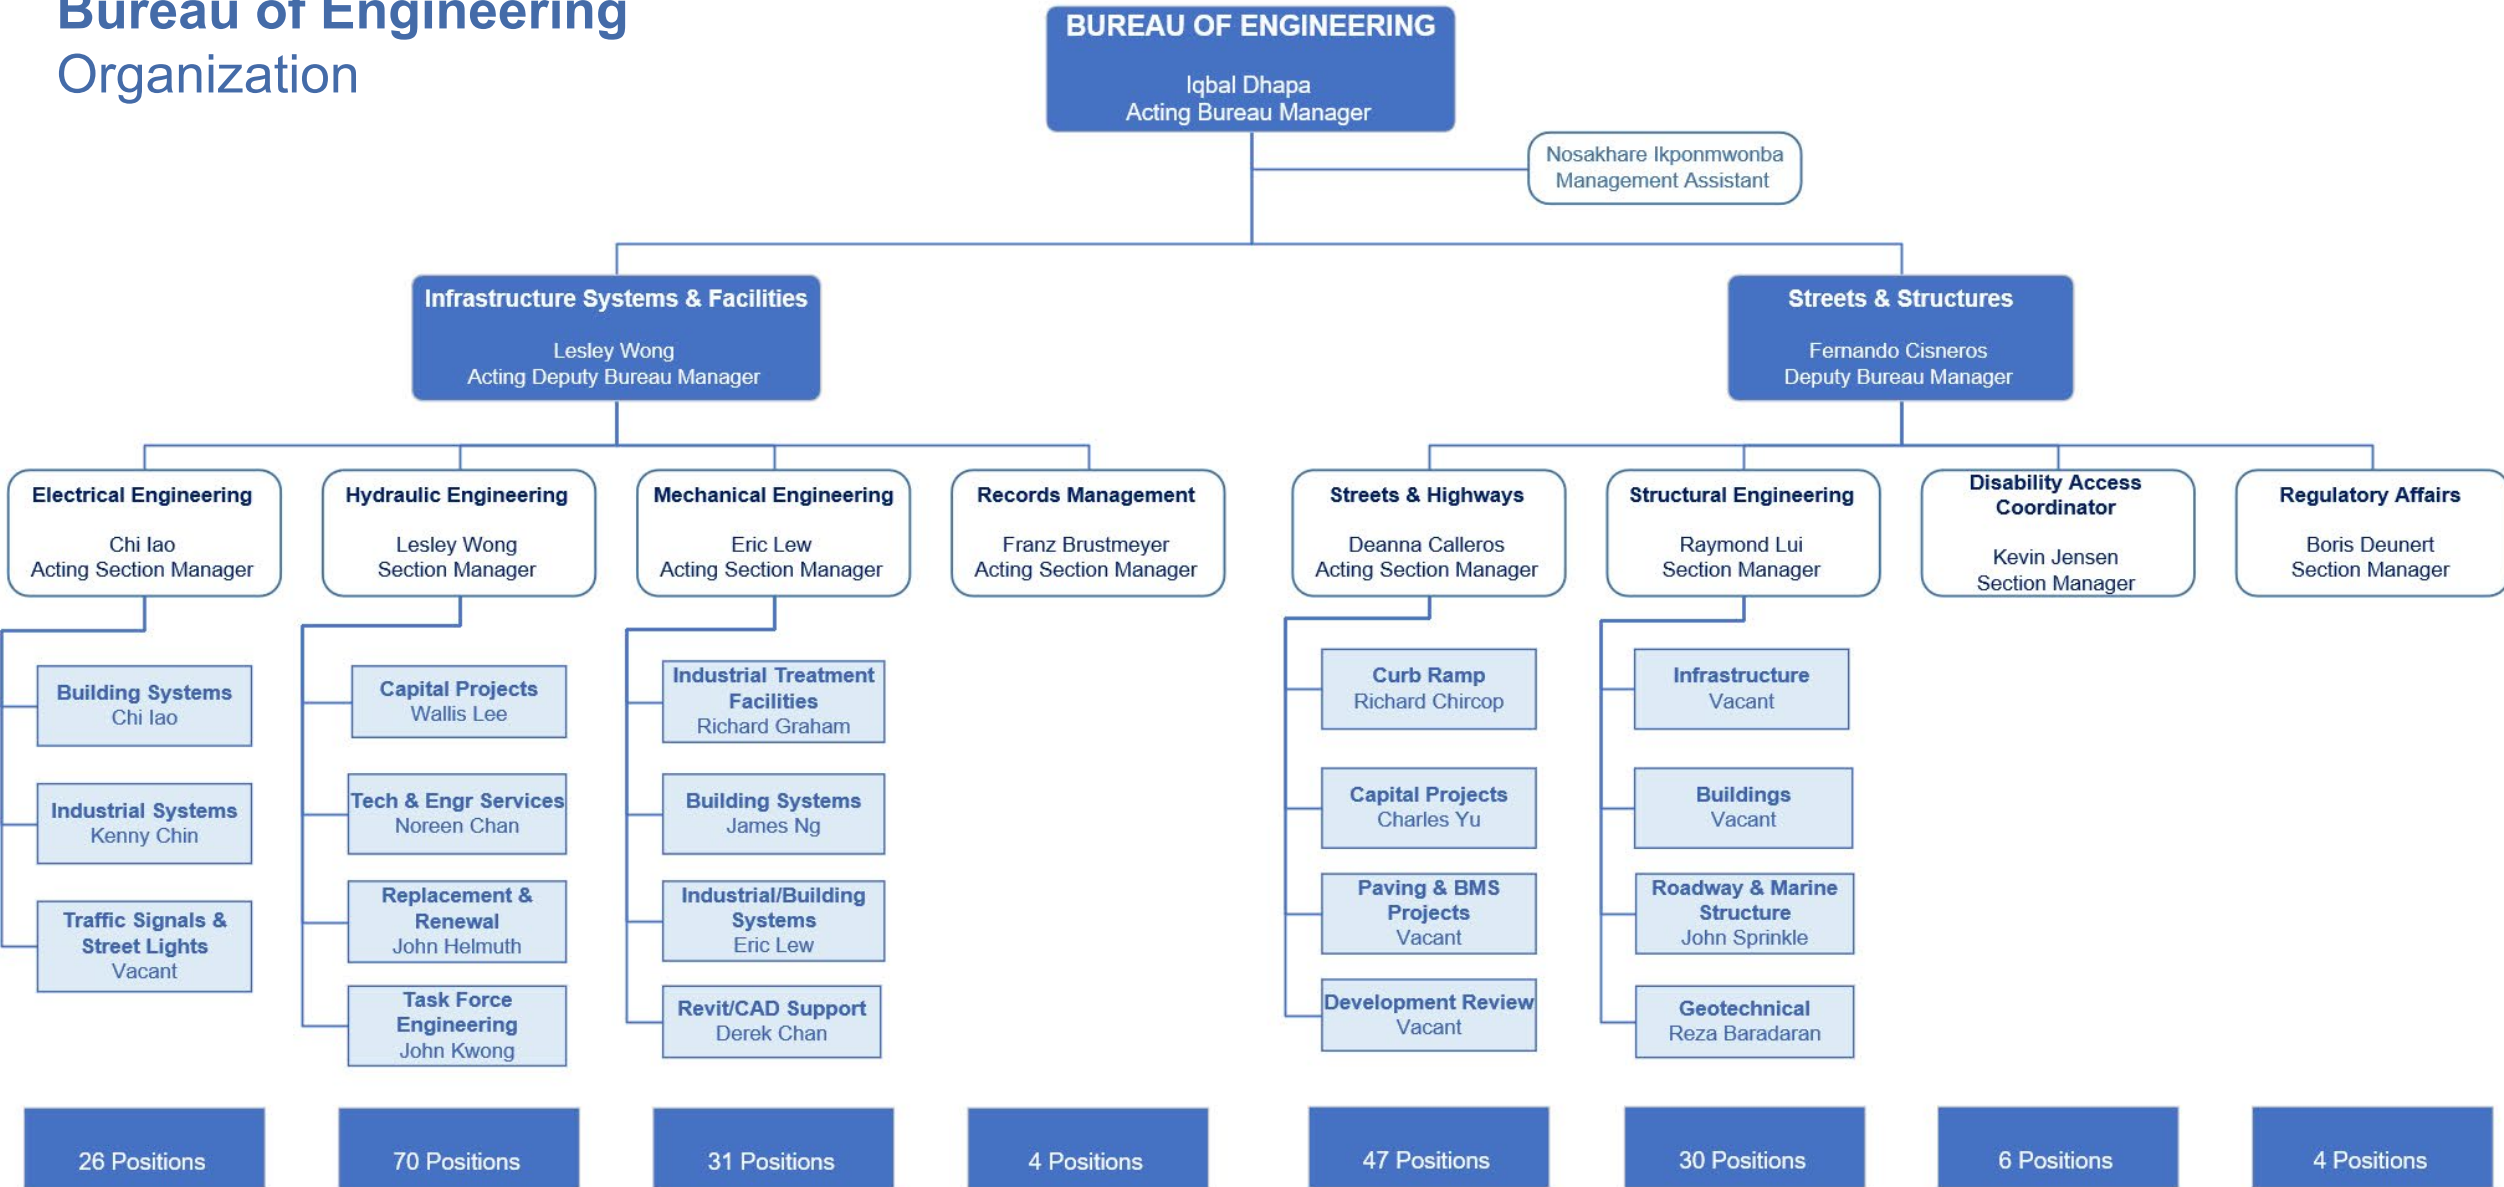 Bureau of Engineering
Organization
BUREAU OF ENGINEERING
Iqbal Dhapa
Acting Bureau Manager
Nosakhare Ikponmwonba
Management Assistant
Infrastructure Systems & Facilities
Lesley Wong
Acting Deputy Bureau Manager
Streets & Structures
Fernando Cisneros
Deputy Bureau Manager
Electrical Engineering
Chi Iao
Acting Section Manager
Hydraulic Engineering
Lesley Wong
Section Manager
Mechanical Engineering
Eric Lew
Acting Section Manager
Records Management
Franz Brustmeyer
Acting Section Manager
Streets & Highways
Deanna Calleros
Acting Section Manager
Structural Engineering
Raymond Lui
Section Manager
Disability Access
Coordinator
Kevin Jensen
Section Manager
Regulatory Affairs
Boris Deunert
Section Manager
Building Systems
Chi Iao
Industrial Systems
Kenny Chin
Traffic Signals &
Street Lights
Vacant
Capital Projects
Wallis Lee
Tech & Engr Services
Noreen Chan
Replacement &
Renewal
John Helmuth
Task Force
Engineering
John Kwong
Industrial Treatment
Facilities
Richard Graham
Building Systems
James Ng
Industrial/Building
Systems
Eric Lew
Revit/CAD Support
Derek Chan
Curb Ramp
Richard Chircop
Capital Projects
Charles Yu
Paving & BMS
Projects
Vacant
Development Review
Vacant
Infrastructure
Vacant
Buildings
Vacant
Roadway & Marine
Structure
John Sprinkle
Geotechnical
Reza Baradaran
26 Positions
70 Positions
31 Positions
4 Positions
47 Positions
30 Positions
6 Positions
4 Positions